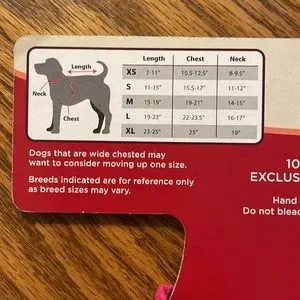 Length Chest Neck
XS 7-11" 10.5-12.5" 8-9.5"
S 11-15" 15.5-17" 11-12"
M 15-19" 19-21" 14-15"
L 19-23" 22-23.5" 16-17"
XL 23-25" 25" 19"
Length
Neck
Chest
Dogs that are wide chested may
want to consider moving up one size.
Breeds indicated are for reference only
as breed sizes may vary.
10
EXCLUS
Hand
Do not bleac